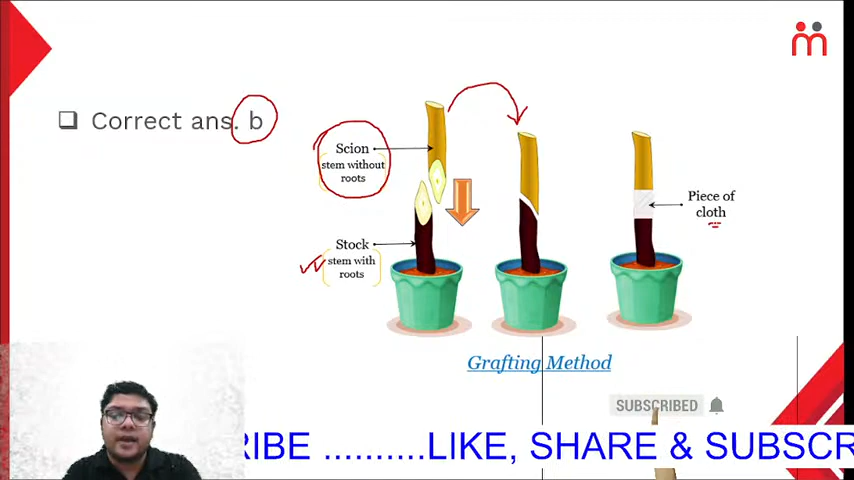 ❑ Correct ans. b
Scion
stem without
roots
Stock
stem with
roots
Piece of
cloth
Grafting Method
SUBSCRIBED
RIBE ..........LIKE, SHARE & SUBSCR